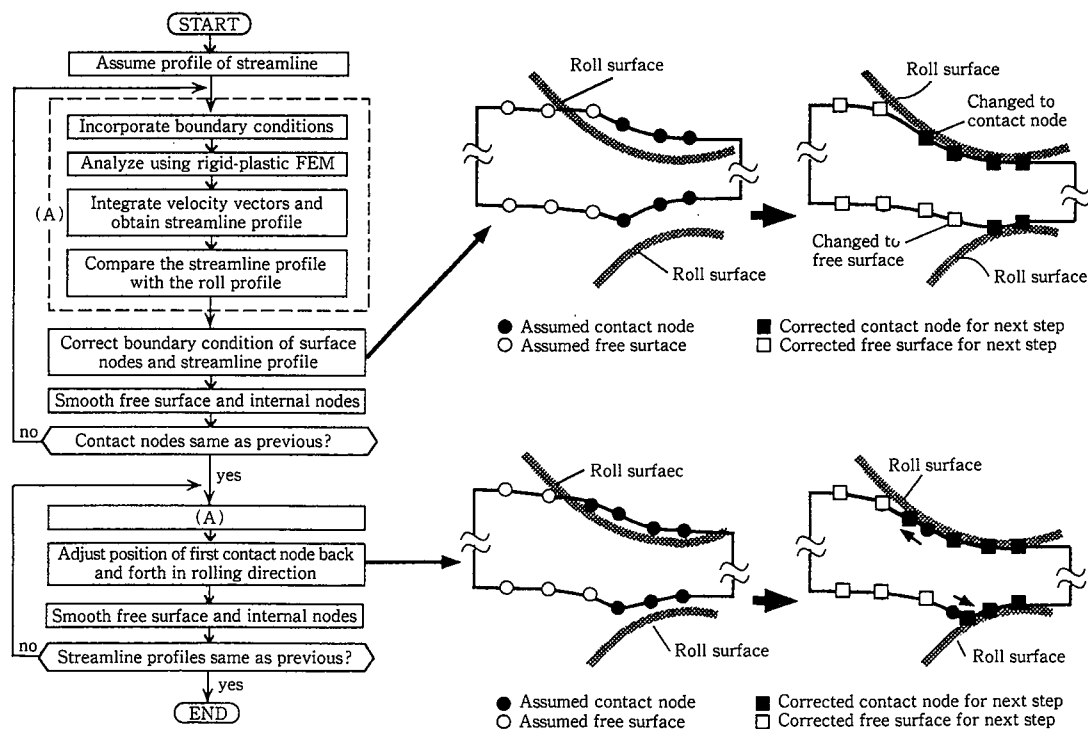 START
Assume profile of streamline
Incorporate boundary conditions
Analyze using rigid-plastic FEM
(A)
Integrate velocity vectors and
obtain streamline profile
Compare the streamline profile
with the roll profile
Correct boundary condition of surface
nodes and streamline profile
Smooth free surface and internal nodes
no
Contact nodes same as previous?
yes
(A)
Adjust position of first contact node back
and forth in rolling direction
Smooth free surface and internal nodes
no
Streamline profiles same as previous?
yes
END
Roll surface
Roll surface
Assumed contact node
Assumed free surtace
Roll surface
Changed to
contact node
Changed to
free surface
Roll surface
Corrected contact node for next step
Corrected free surface for next step
Roll surfaec
Roll surface
Assumed contact node
Assumed free surface
Roll surface
Roll surface
Corrected contact node for next step
Corrected free surface for next step